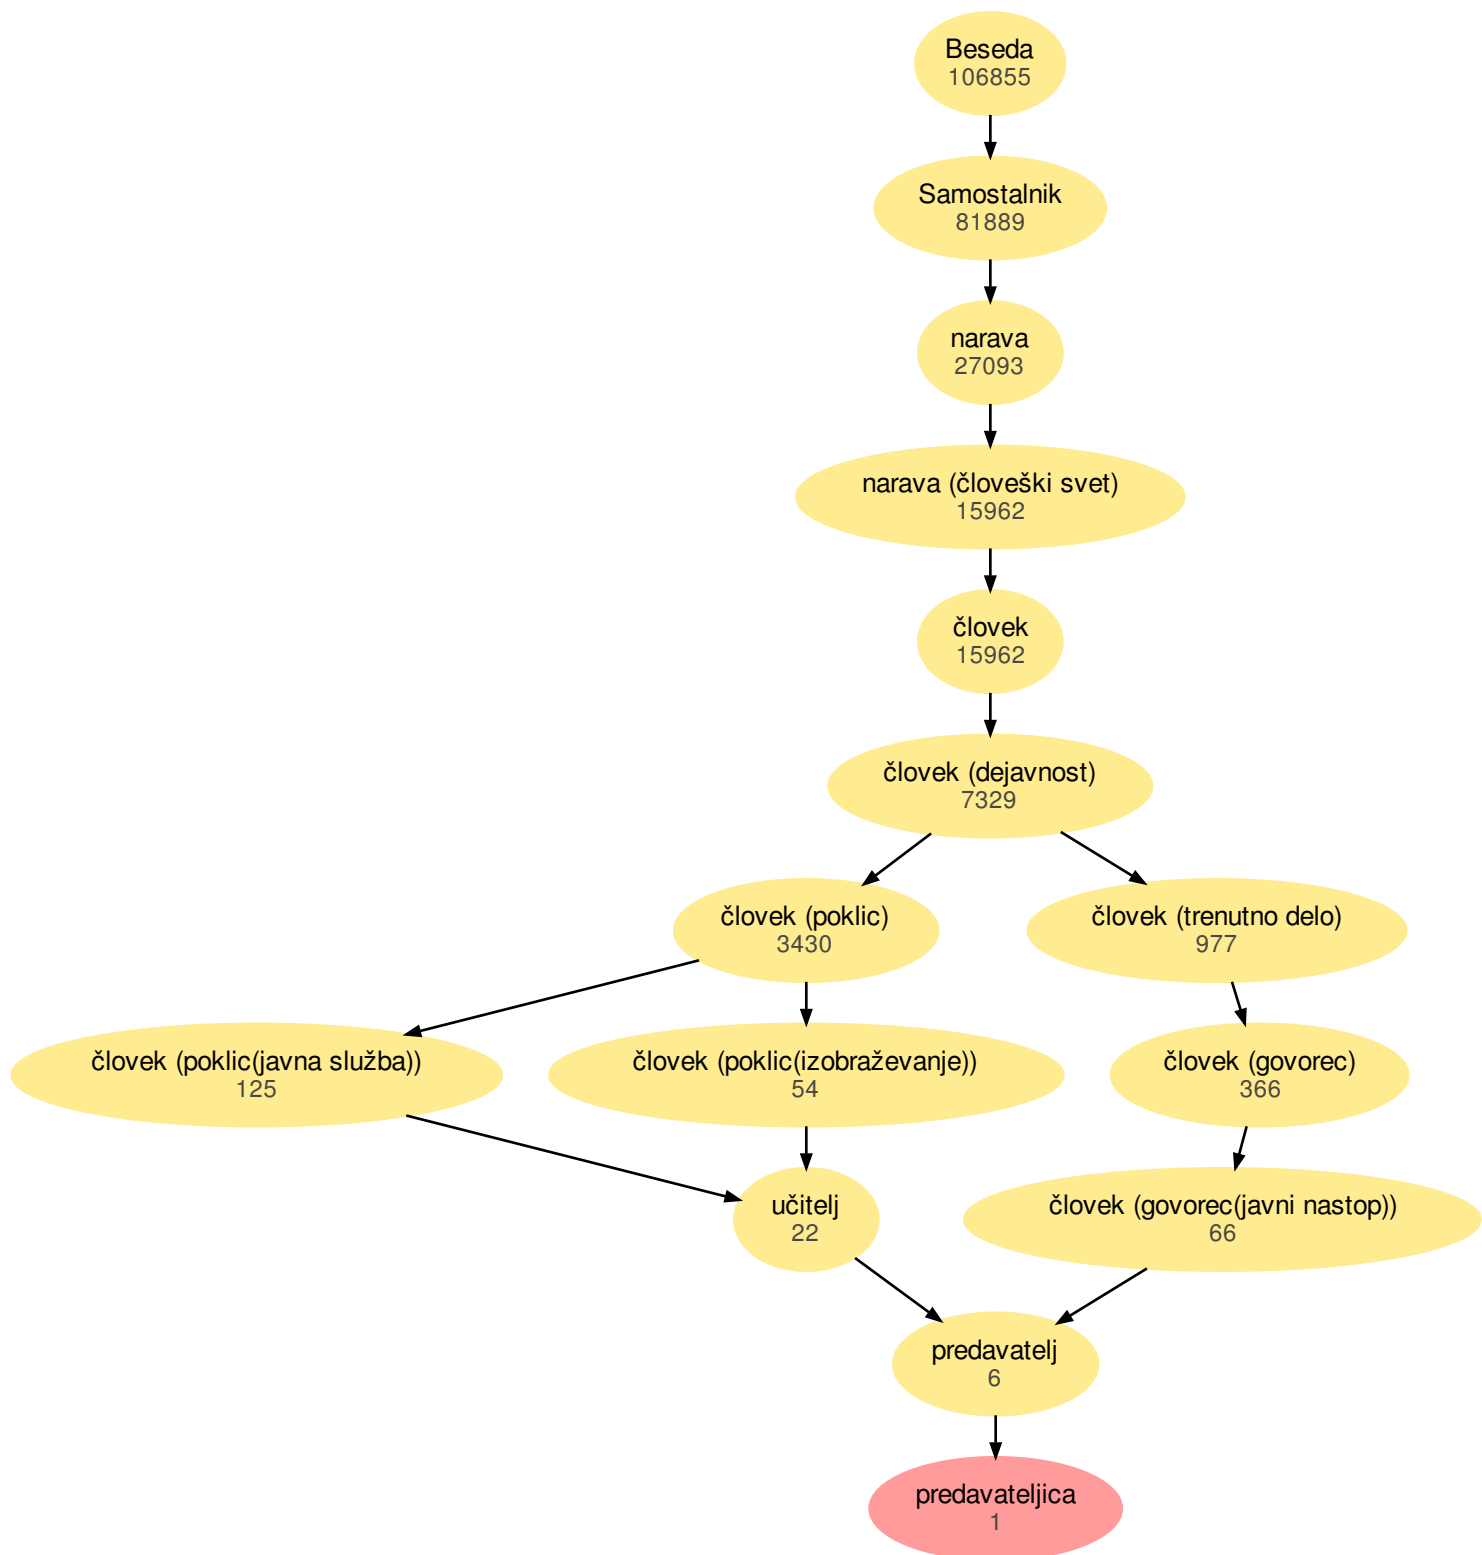 Beseda
106855
Samostalnik
81889
narava
27093
narava (človeški svet)
15962
človek
15962
človek (dejavnost)
7329
človek (poklic)
3430
človek (trenutno delo)
977
človek (poklic(javna služba))
125
človek (poklic(izobraževanje))
54
človek (govorec)
366
učitelj
22
človek (govorec(javni nastop))
66
predavatelj
6
predavateljica
1